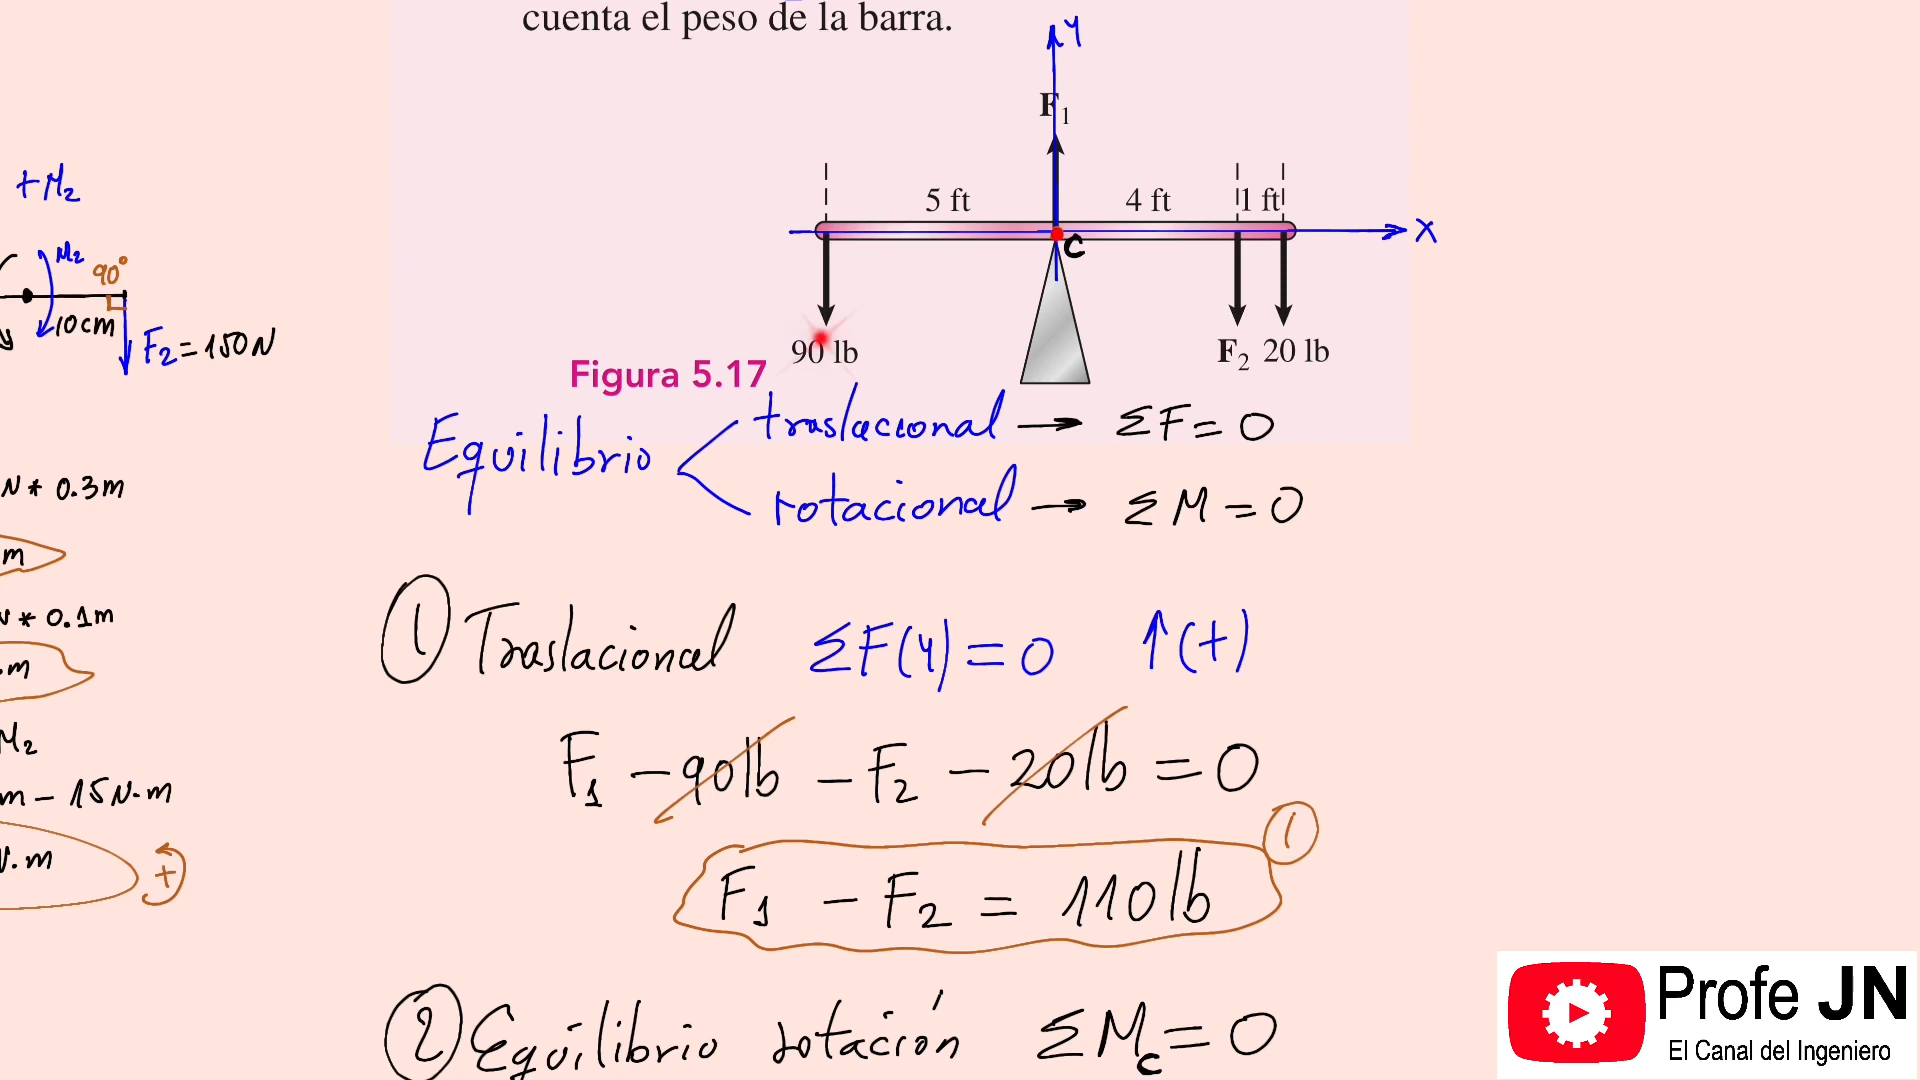 cuenta el peso de la barra.
Y
F1
5 ft
4 ft
1 ft
X
C
90 lb
F2
20 lb
Figura 5.17
+M2
M2
90°
10cm
F2 = 150N
Equilibrio
traslacional → ΣF = 0
rotacional → ΣM = 0
N * 0.3m
m
* 0.1m
.m
M2
m - 15N.m
.m
+
① Traslacional ΣF(Y) = 0 ↑(+)
F1 - 90lb - F2 - 20lb = 0
F1 - F2 = 110lb ①
② Equilibrio rotación ΣMc = 0
Profe JN
El Canal del Ingeniero